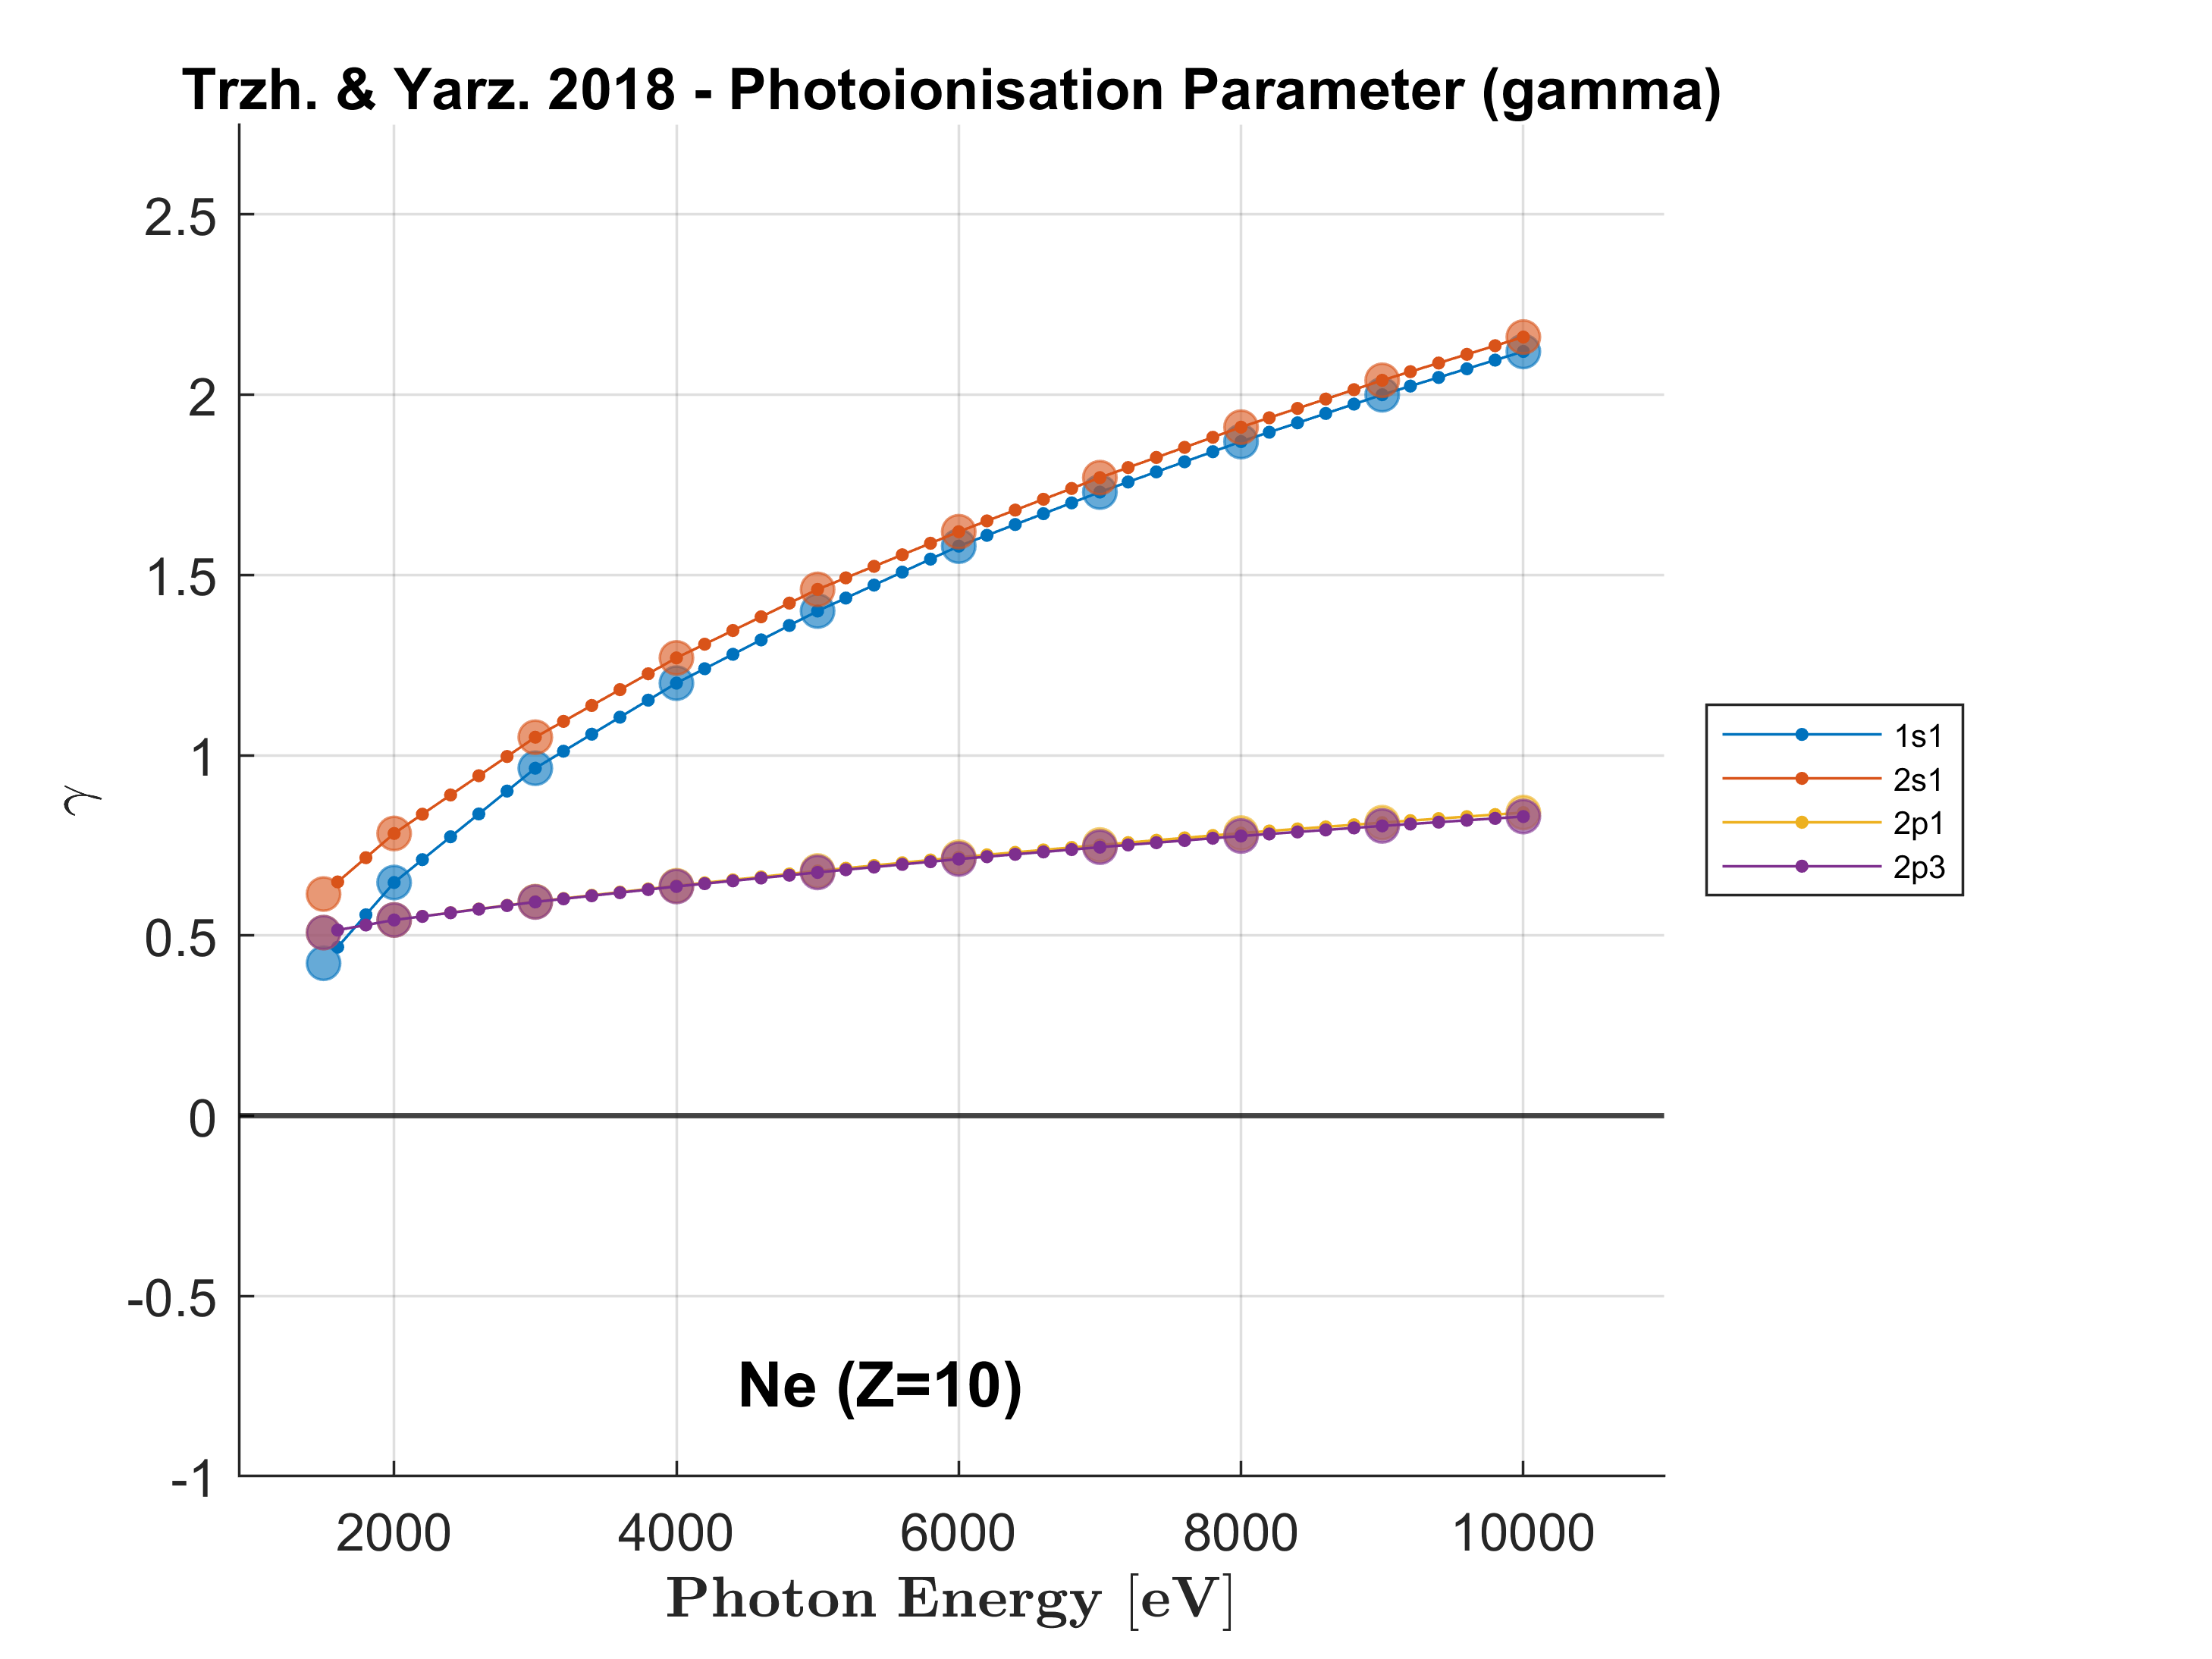 Trzh. & Yarz. 2018 - Photoionisation Parameter (gamma)
2.5
2
1.5
1
0.5
0
-0.5
-1
γ
1s1
2s1
2p1
2p3
Ne (Z=10)
2000 4000 6000 8000 10000
Photon Energy [eV]